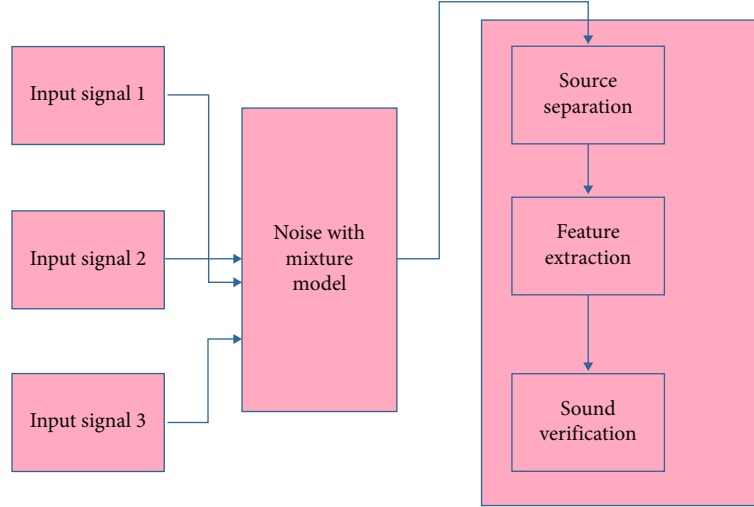 Input signal 1
Input signal 2
Input signal 3
Noise with
mixture
model
Source
separation
Feature
extraction
Sound
verification